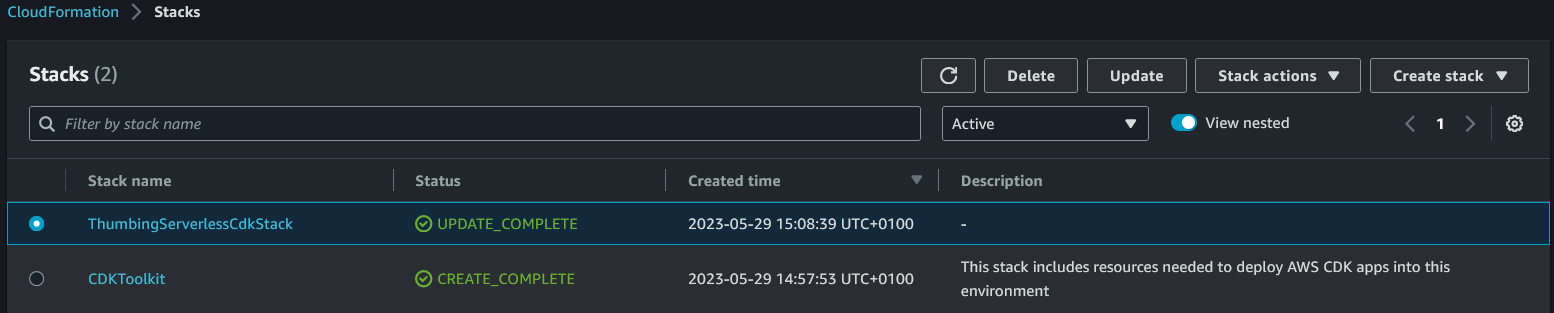 CloudFormation > Stacks
Stacks (2)
Delete
Update
Stack actions
Create stack
Filter by stack name
Active
View nested
1
Stack name Status Created time Description
ThumbingServerlessCdkStack UPDATE_COMPLETE 2023-05-29 15:08:39 UTC+0100 -
CDKToolkit CREATE_COMPLETE 2023-05-29 14:57:53 UTC+0100 This stack includes resources needed to deploy AWS CDK apps into this
environment